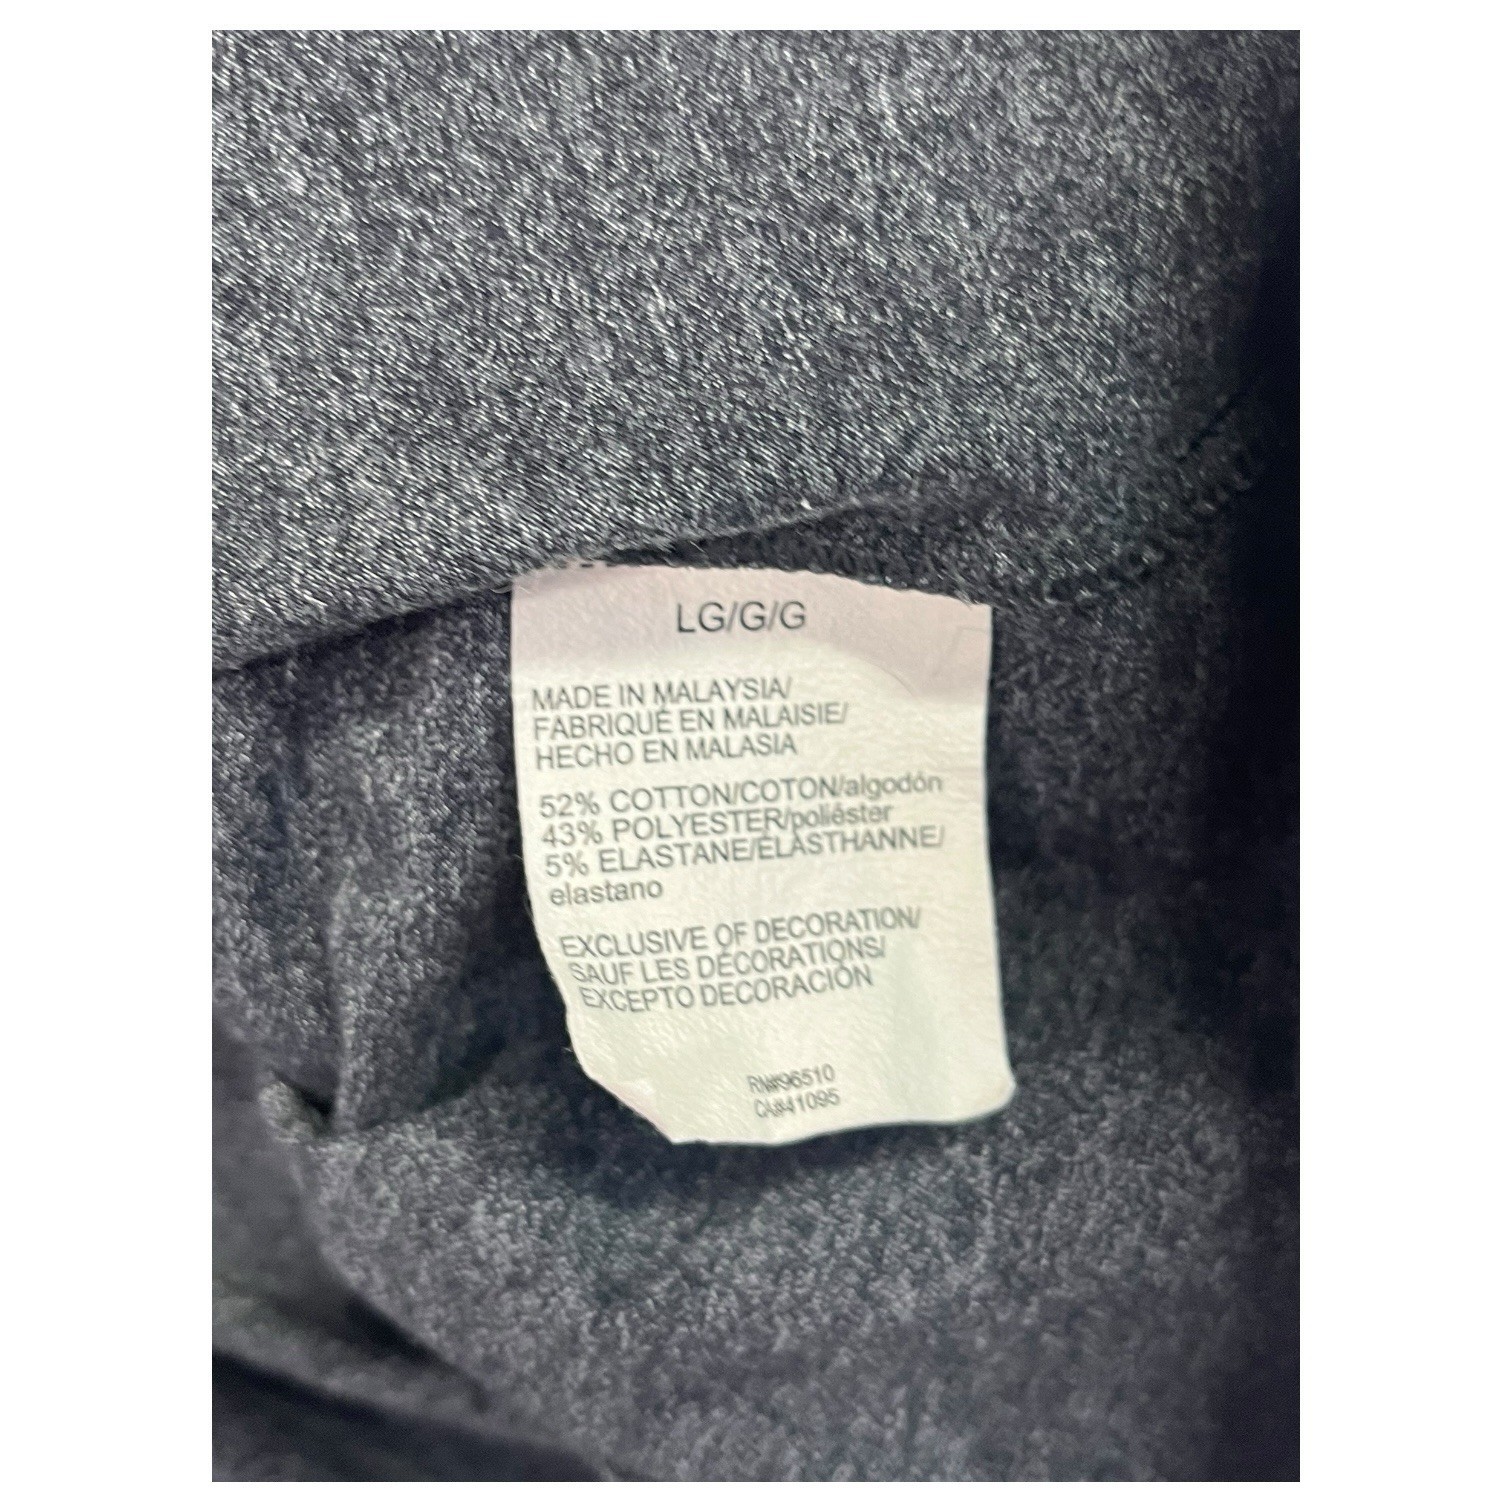 LG/G/G
MADE IN MALAYSIA/
FABRIQUÉ EN MALAISIE/
HECHO EN MALASIA
52% COTTON/COTON/algodón
43% POLYESTER/poliéster
5% ELASTANE/ÉLASTHANNE/
elastano
EXCLUSIVE OF DECORATION/
SAUF LES DÉCORATIONS/
EXCEPTO DECORACIÓN
RN#96510
CA#41095